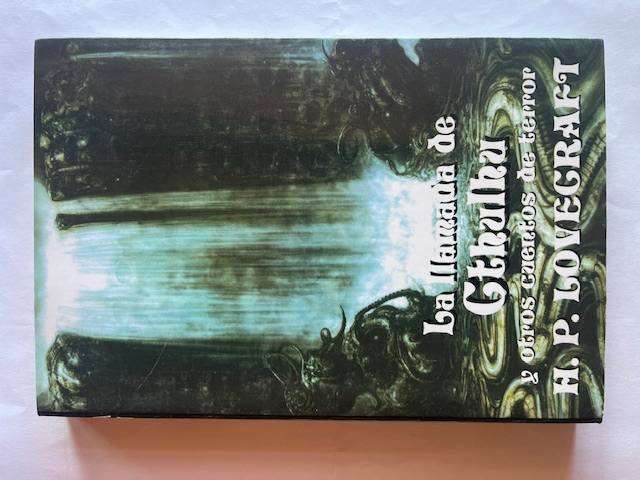 La llamada de
Cthulhu
y otros cuentos de terror
H. P. LOVECRAFT